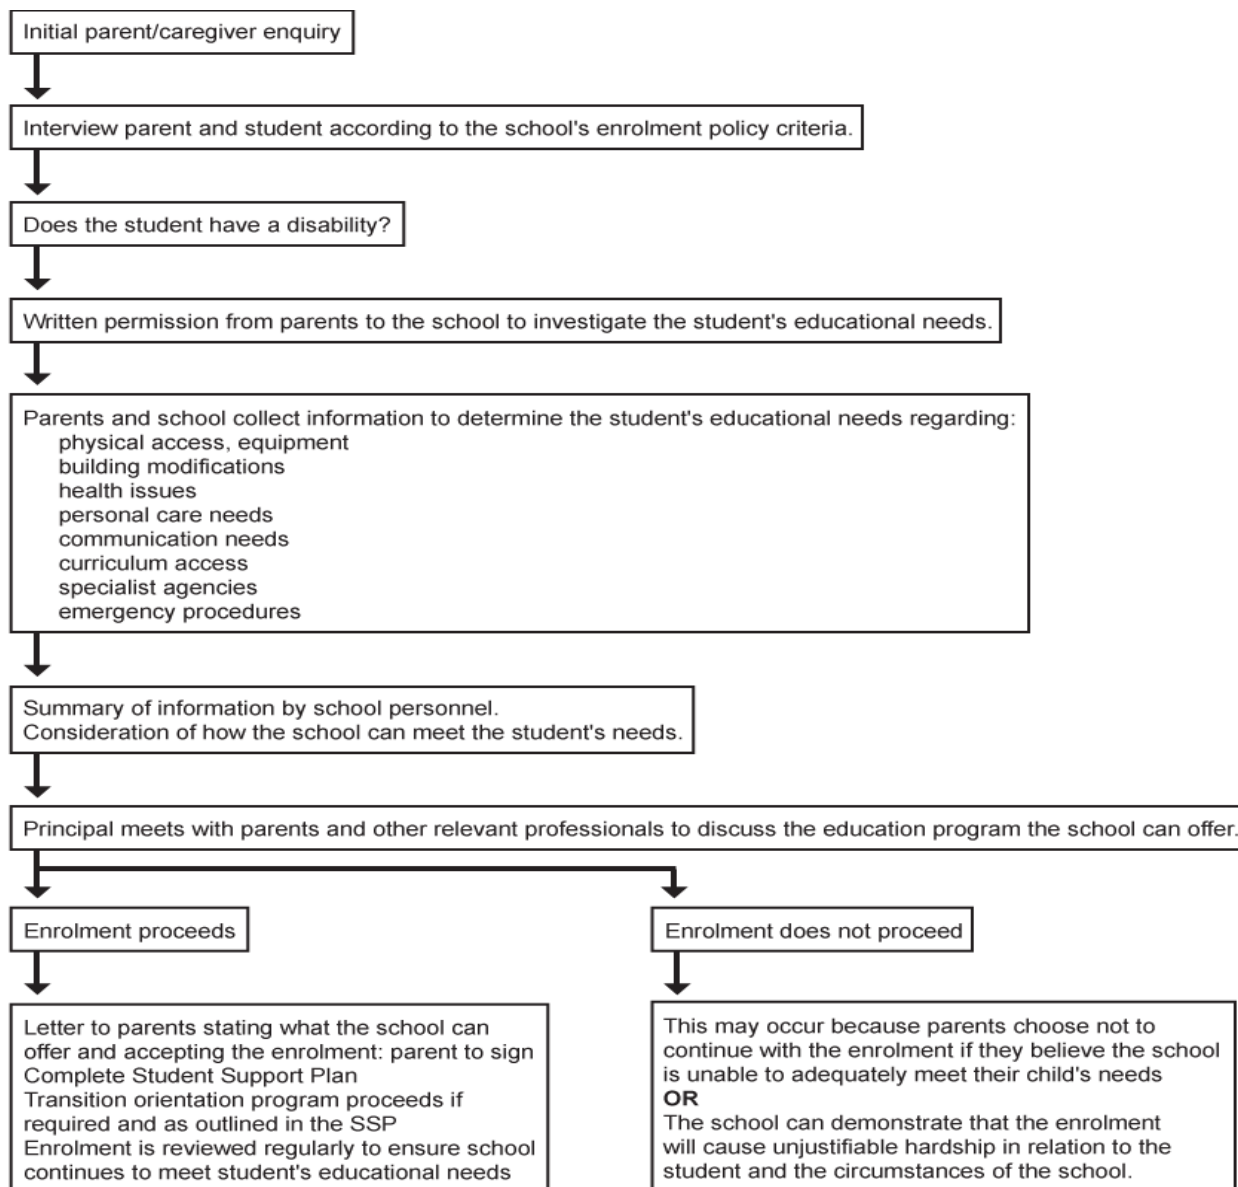 Initial parent/caregiver enquiry
Interview parent and student according to the school's enrolment policy criteria.
Does the student have a disability?
Written permission from parents to the school to investigate the student's educational needs.
Parents and school collect information to determine the student's educational needs regarding:
physical access, equipment
building modifications
health issues
personal care needs
communication needs
curriculum access
specialist agencies
emergency procedures
Summary of information by school personnel.
Consideration of how the school can meet the student's needs.
Principal meets with parents and other relevant professionals to discuss the education program the school can offer.
Enrolment proceeds
Letter to parents stating what the school can
offer and accepting the enrolment: parent to sign
Complete Student Support Plan
Transition orientation program proceeds if
required and as outlined in the SSP
Enrolment is reviewed regularly to ensure school
continues to meet student's educational needs
Enrolment does not proceed
This may occur because parents choose not to
continue with the enrolment if they believe the school
is unable to adequately meet their child's needs
OR
The school can demonstrate that the enrolment
will cause unjustifiable hardship in relation to the
student and the circumstances of the school.